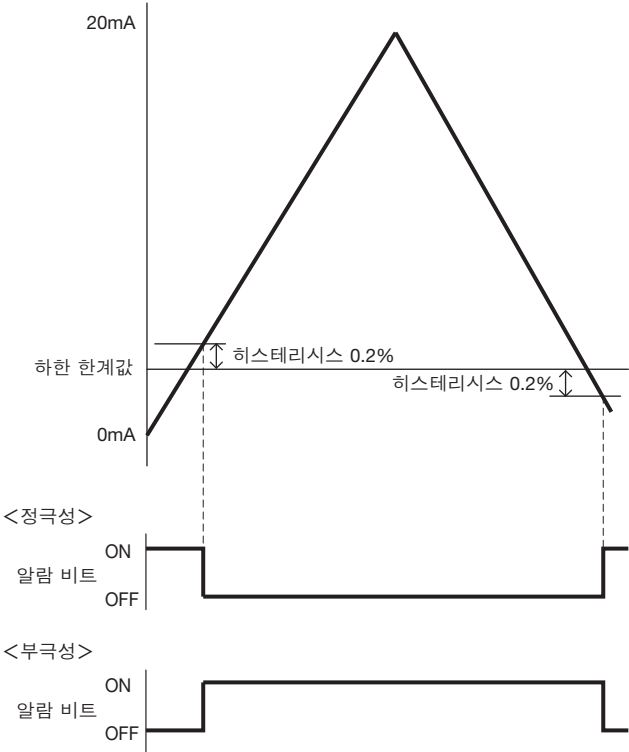 20mA
히스테리시스 0.2%
하한 한계값
히스테리시스 0.2%
0mA
<정극성>
ON
알람 비트
OFF
<부극성>
ON
알람 비트
OFF